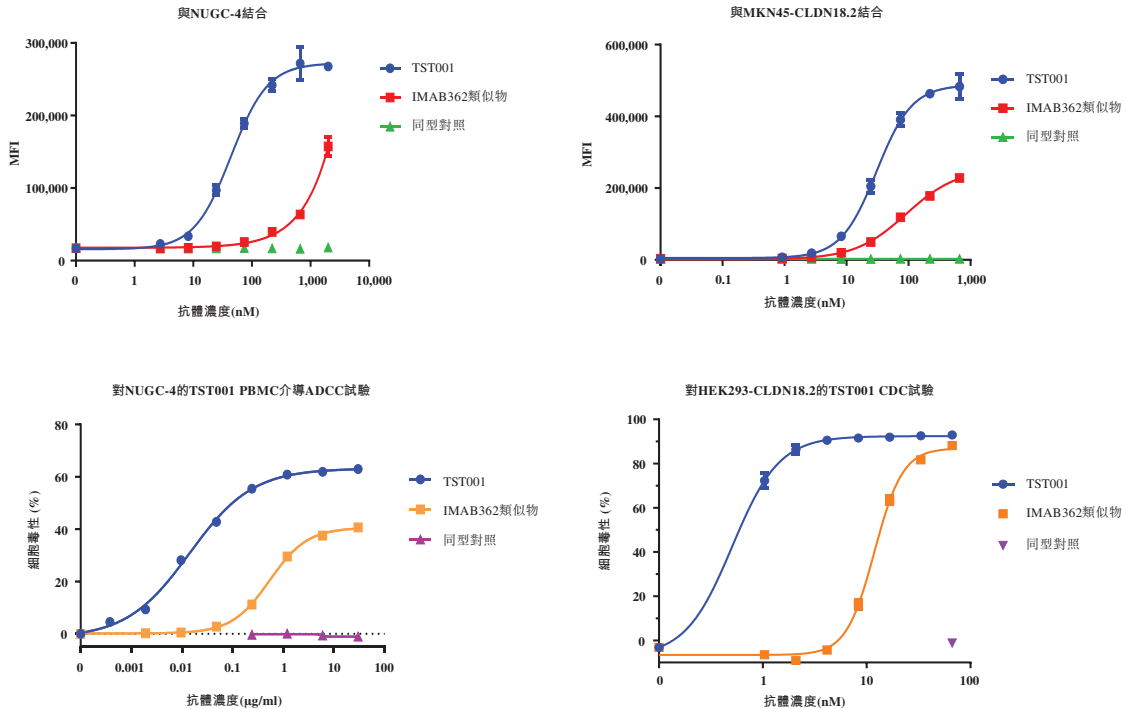 與NUGC-4結合
300,000
200,000
100,000
0
MFI
0
1
10
100
1,000
10,000
抗體濃度(nM)
TST001
IMAB362類似物
同型對照
與MKN45-CLDN18.2結合
600,000
400,000
200,000
0
MFI
0
0.1
1
10
100
1,000
抗體濃度(nM)
TST001
IMAB362類似物
同型對照
對NUGC-4的TST001 PBMC介導ADCC試驗
80
60
40
20
0
細胞毒性 (%)
0
0.001
0.01
0.1
1
10
100
抗體濃度(μg/ml)
TST001
IMAB362類似物
同型對照
對HEK293-CLDN18.2的TST001 CDC試驗
100
80
60
40
20
0
細胞毒性 (%)
0
1
10
100
抗體濃度(nM)
TST001
IMAB362類似物
同型對照